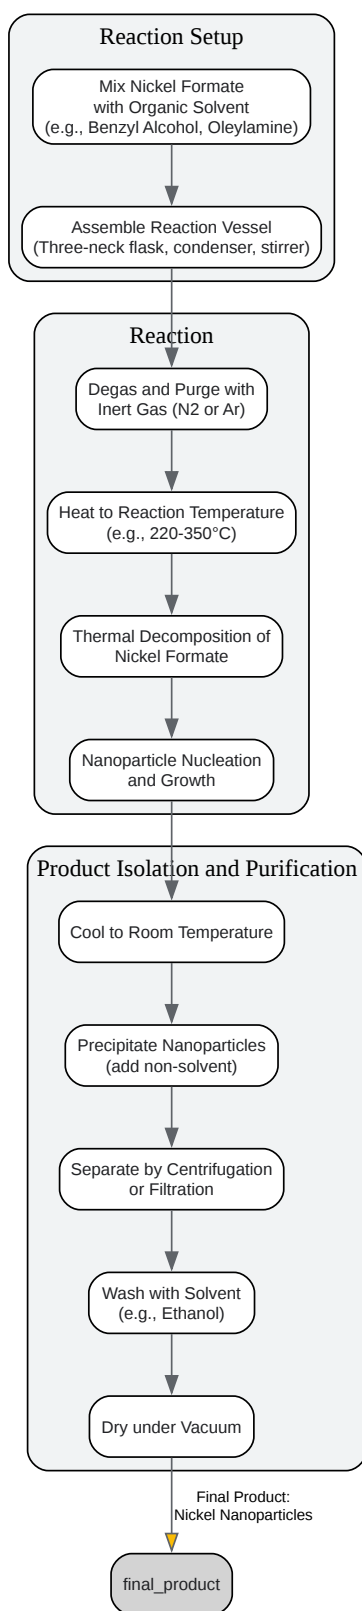 Reaction Setup
Mix Nickel Formate
with Organic Solvent
(e.g., Benzyl Alcohol, Oleylamine)
Assemble Reaction Vessel
(Three-neck flask, condenser, stirrer)
Reaction
Degas and Purge with
Inert Gas (N2 or Ar)
Heat to Reaction Temperature
(e.g., 220-350°C)
Thermal Decomposition of
Nickel Formate
Nanoparticle Nucleation
and Growth
Product Isolation and Purification
Cool to Room Temperature
Precipitate Nanoparticles
(add non-solvent)
Separate by Centrifugation
or Filtration
Wash with Solvent
(e.g., Ethanol)
Dry under Vacuum
Final Product:
Nickel Nanoparticles
final_product